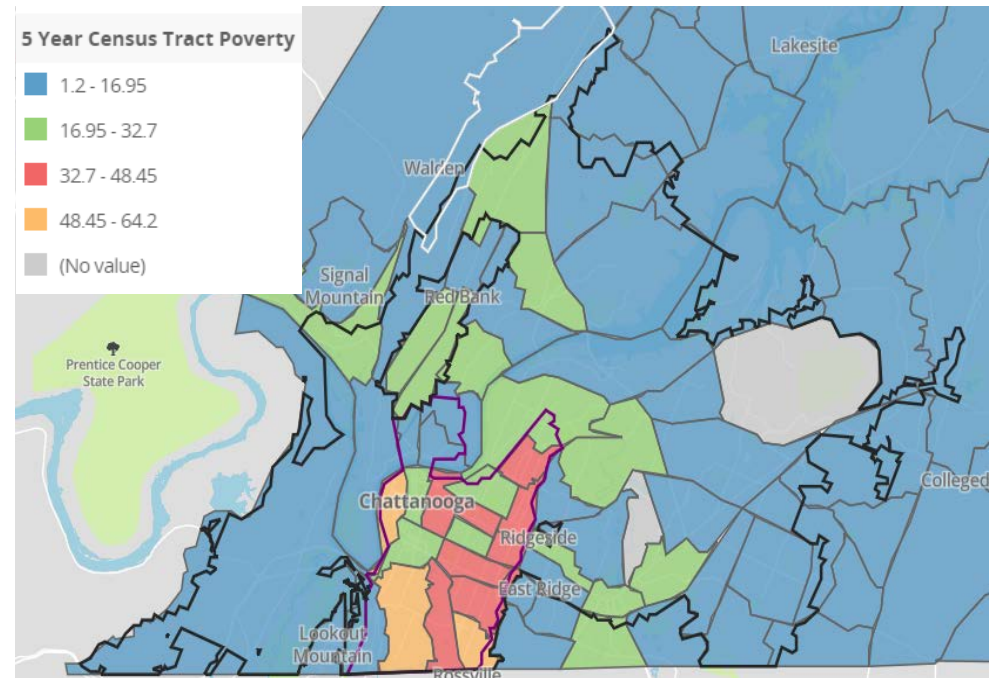 5 Year Census Tract Poverty
1.2 - 16.95
16.95 - 32.7
32.7 - 48.45
48.45 - 64.2
(No value)
Lakesite
Walden
Signal
Mountain
Red Bank
Prentice Cooper
State Park
Chattanooga
Colleged
Ridgeside
East Ridge
Lookout
Mountain
Rossville